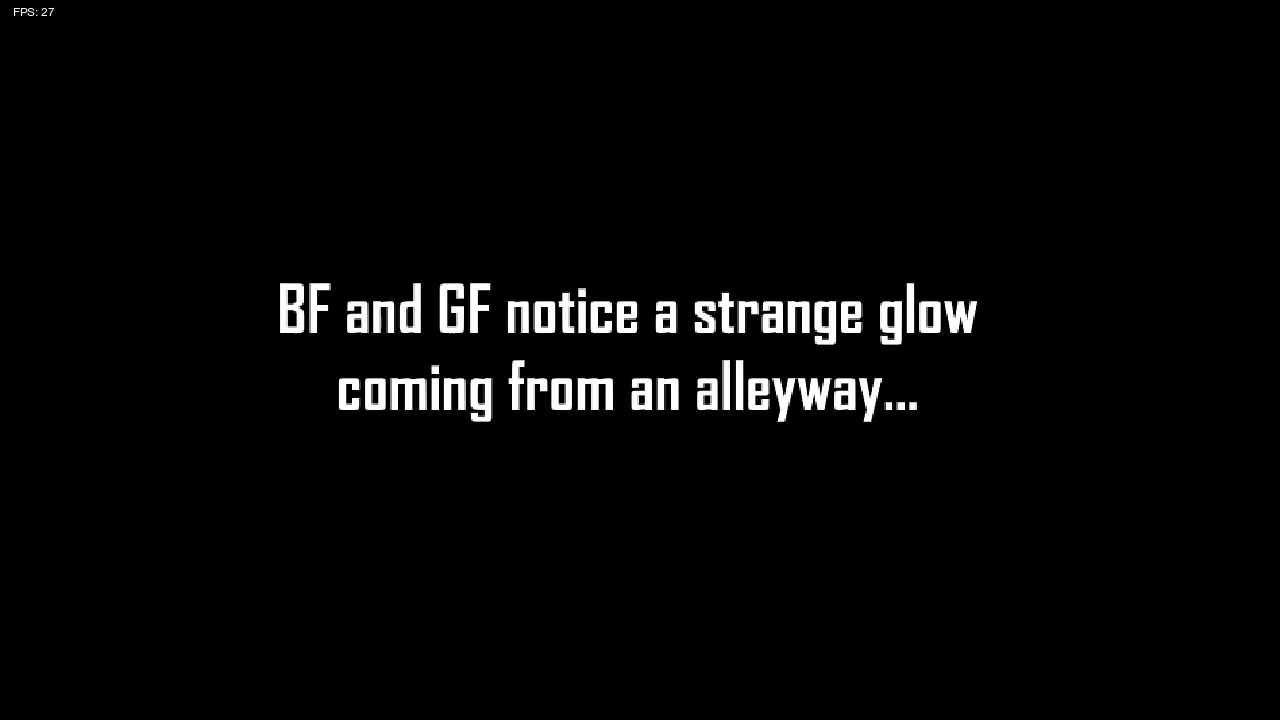 FPS: 27
BF and GF notice a strange glow
coming from an alleyway...